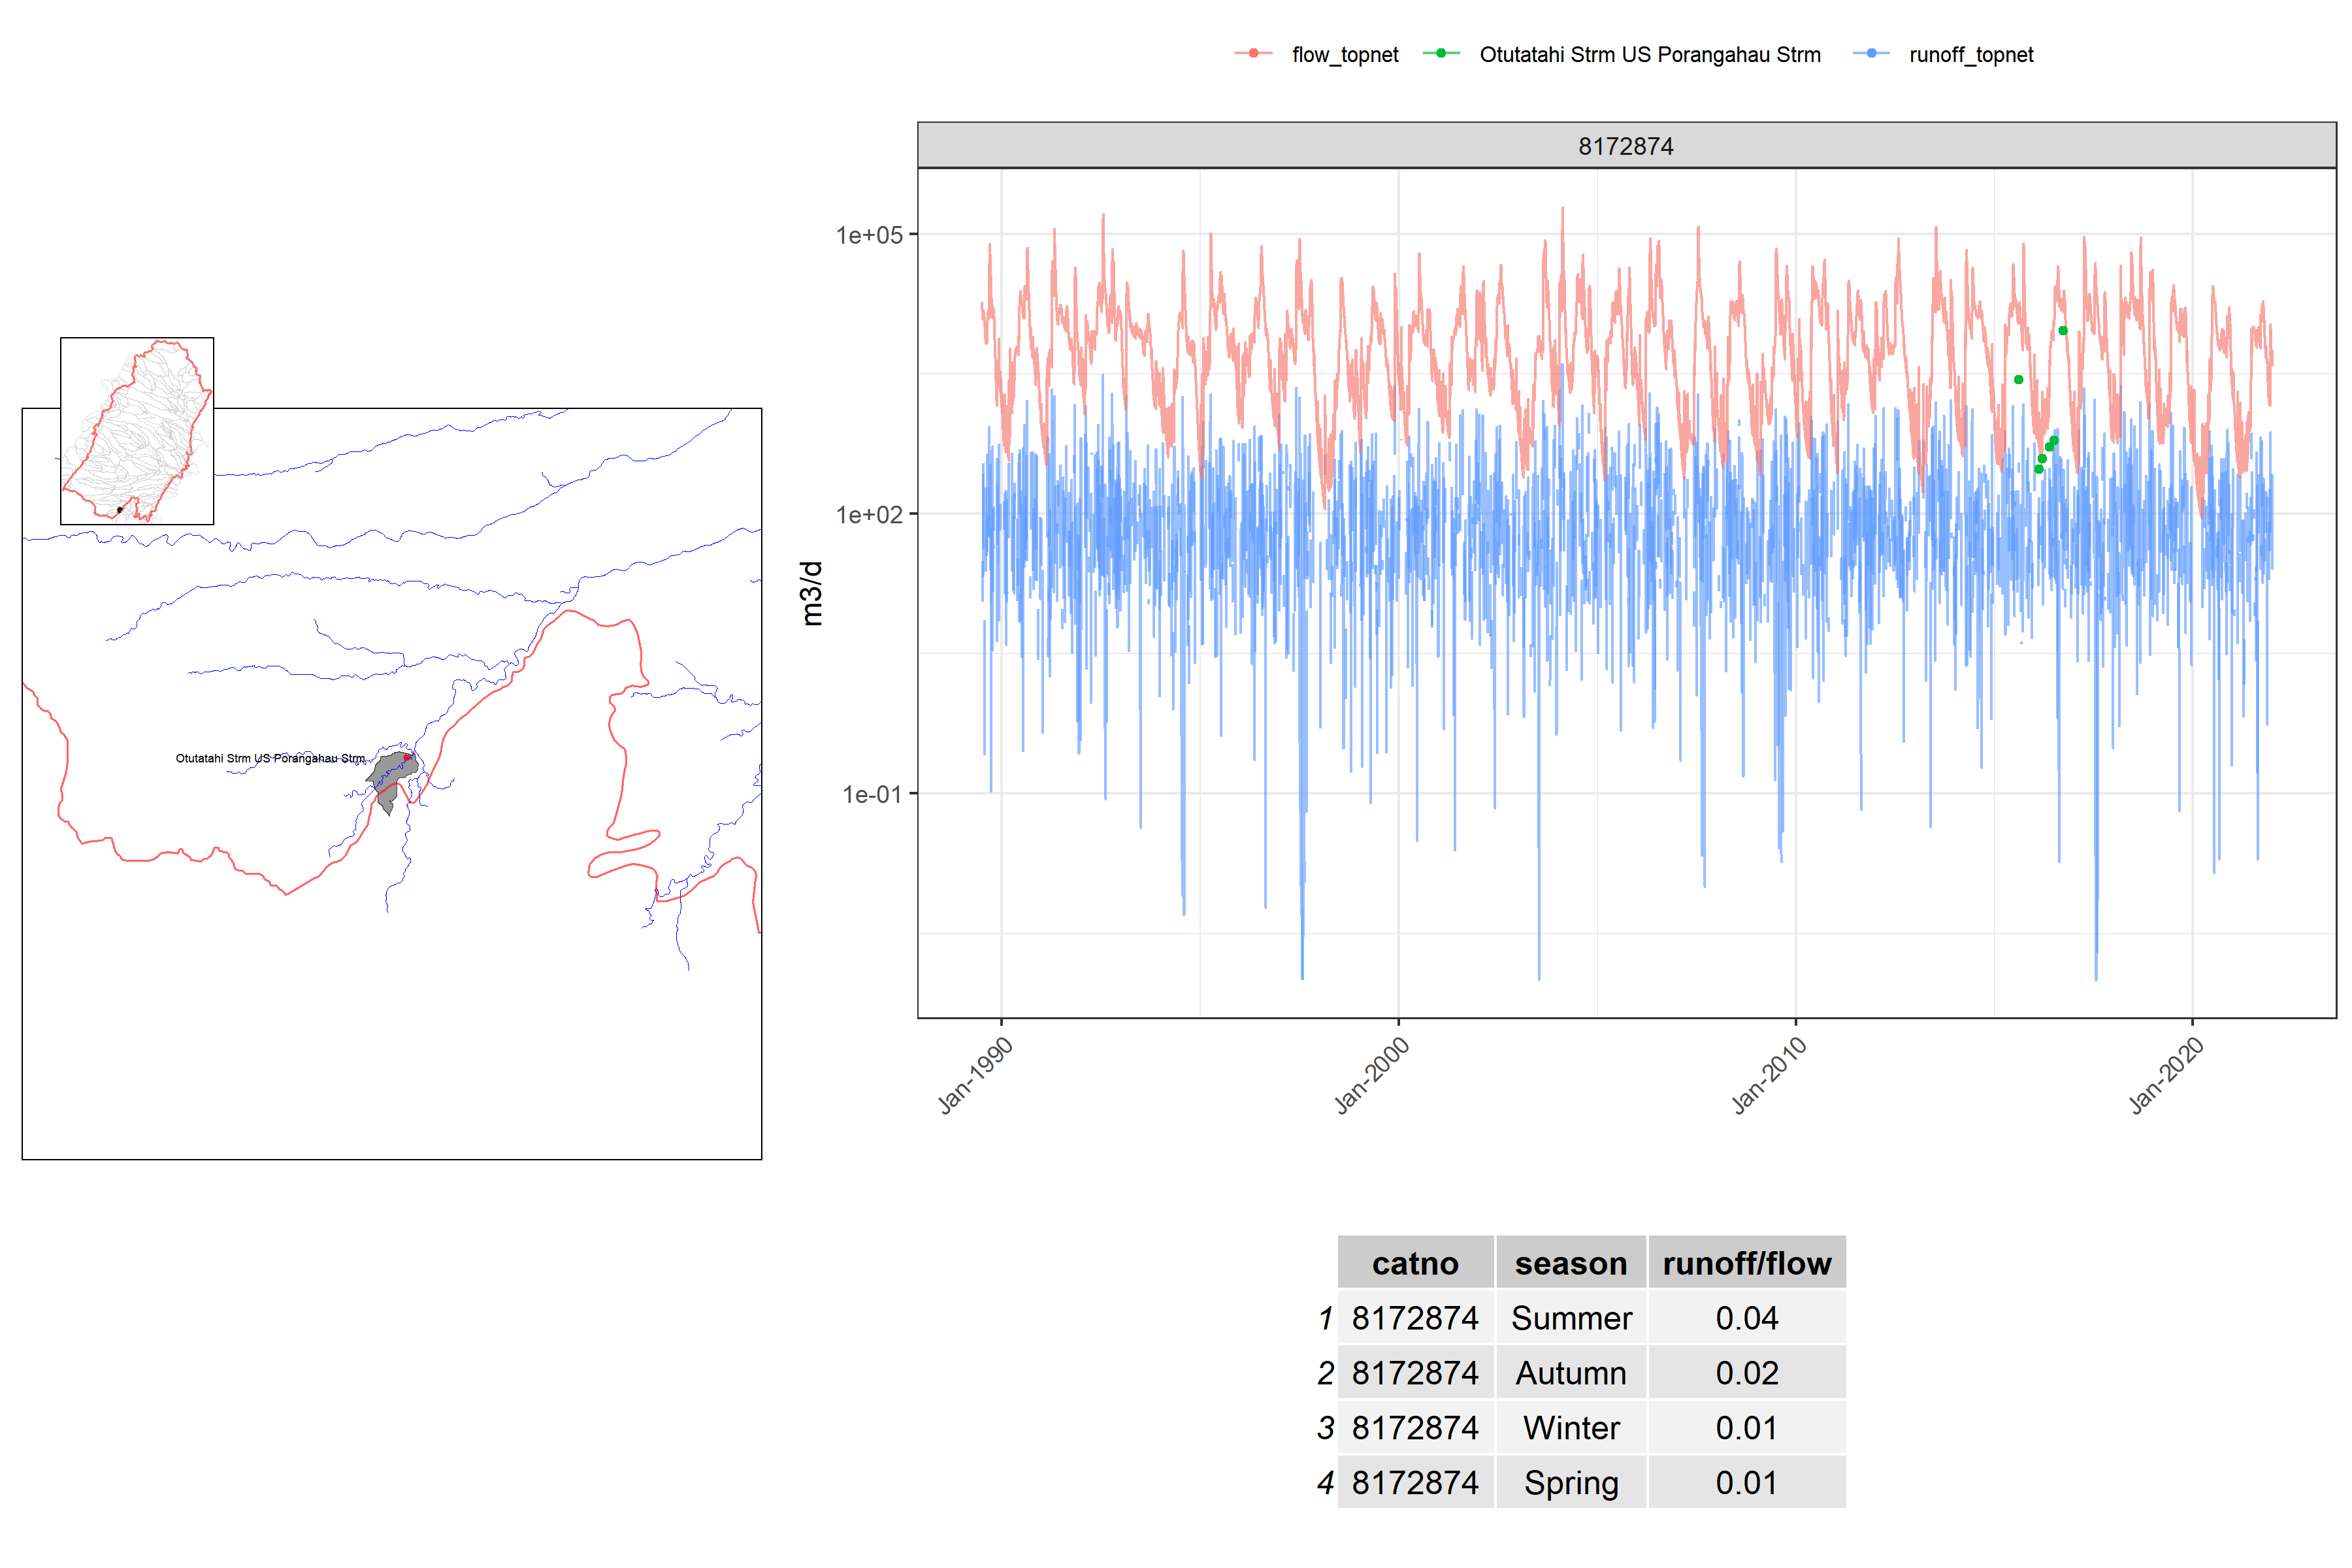 flow_topnet Otutatahi Strm US Porangahau Strm runoff_topnet
8172874
1e+05
1e+02
1e-01
m3/d
Jan-1990 Jan-2000 Jan-2010 Jan-2020
Otutatahi Strm US Porangahau Strm
catno season runoff/flow
1 8172874 Summer 0.04
2 8172874 Autumn 0.02
3 8172874 Winter 0.01
4 8172874 Spring 0.01